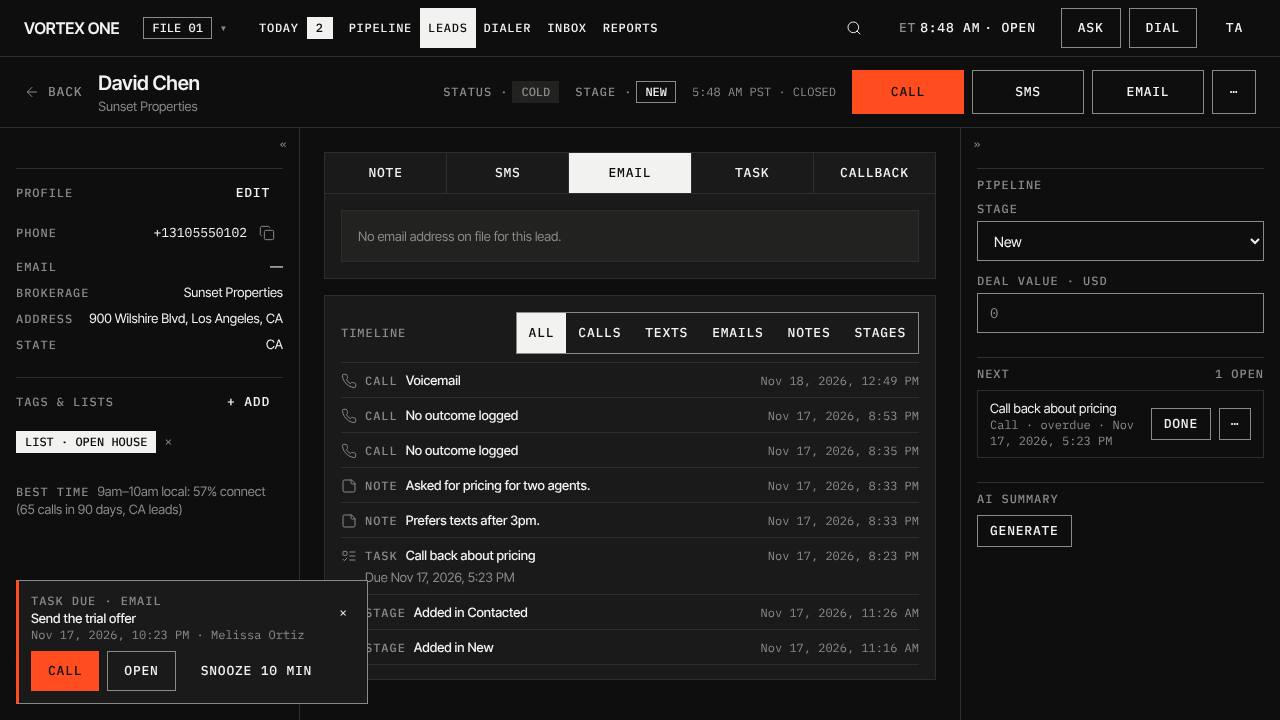 VORTEX ONE FILE 01 ▾ TODAY 2 PIPELINE LEADS DIALER INBOX REPORTS ET 8:48 AM · OPEN ASK DIAL TA
← BACK David Chen
Sunset Properties
STATUS · COLD STAGE · NEW 5:48 AM PST · CLOSED CALL SMS EMAIL ⋯
«
PROFILE EDIT
PHONE +13105550102
EMAIL —
BROKERAGE Sunset Properties
ADDRESS 900 Wilshire Blvd, Los Angeles, CA
STATE CA
TAGS & LISTS + ADD
LIST · OPEN HOUSE ×
BEST TIME 9am–10am local: 57% connect
(65 calls in 90 days, CA leads)
TASK DUE · EMAIL ×
Send the trial offer
Nov 17, 2026, 10:23 PM · Melissa Ortiz
CALL OPEN SNOOZE 10 MIN
NOTE SMS EMAIL TASK CALLBACK
No email address on file for this lead.
TIMELINE ALL CALLS TEXTS EMAILS NOTES STAGES
CALL Voicemail Nov 18, 2026, 12:49 PM
CALL No outcome logged Nov 17, 2026, 8:53 PM
CALL No outcome logged Nov 17, 2026, 8:35 PM
NOTE Asked for pricing for two agents. Nov 17, 2026, 8:33 PM
NOTE Prefers texts after 3pm. Nov 17, 2026, 8:33 PM
TASK Call back about pricing Nov 17, 2026, 8:23 PM
Due Nov 17, 2026, 5:23 PM
STAGE Added in Contacted Nov 17, 2026, 11:26 AM
STAGE Added in New Nov 17, 2026, 11:16 AM
»
PIPELINE
STAGE
New
DEAL VALUE · USD
0
NEXT 1 OPEN
Call back about pricing
Call · overdue · Nov
17, 2026, 5:23 PM
DONE ⋯
AI SUMMARY
GENERATE